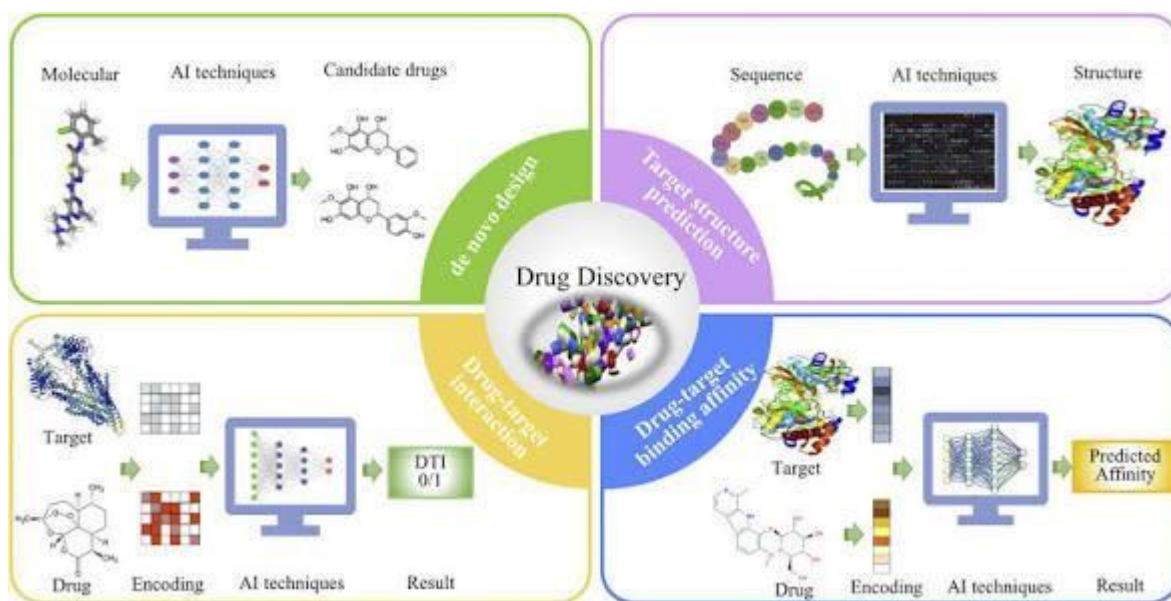 Molecular
AI techniques
Candidate drugs
de novo design
Sequence
AI techniques
Structure
Target structure
prediction
Drug Discovery
Target
Drug
Encoding
AI techniques
DTI
0/1
Result
Drug-target
interaction
Drug-target
binding affinity
Target
Drug
Encoding
AI techniques
Predicted
Affinity
Result